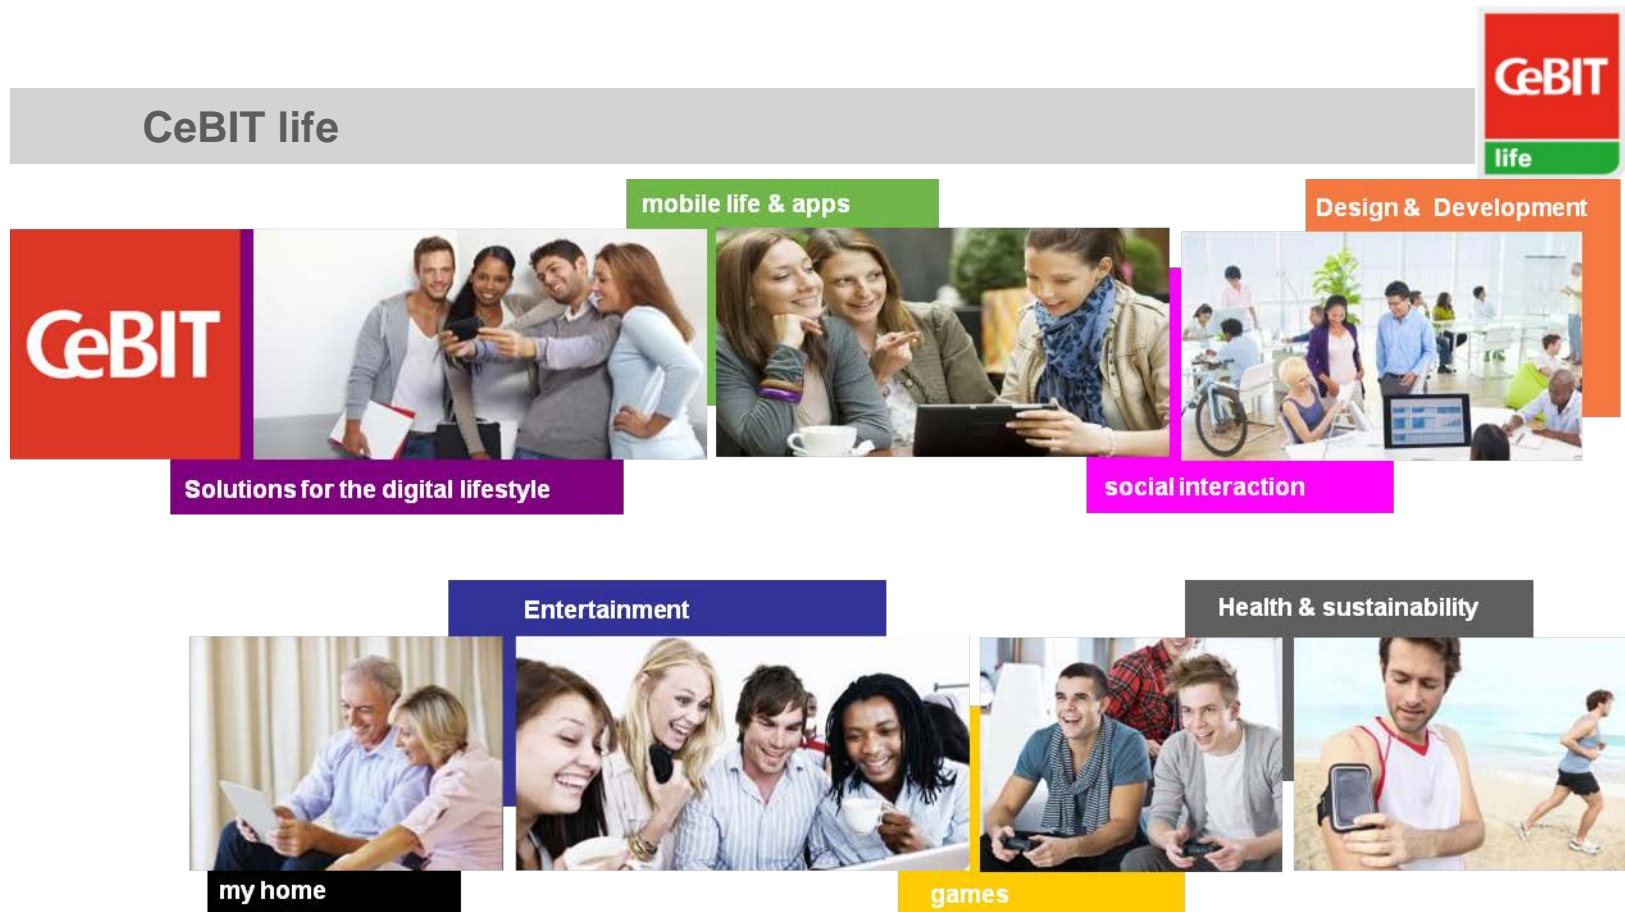 CeBIT
life
CeBIT life
mobile life & apps
Design & Development
CeBIT
Solutions for the digital lifestyle
social interaction
Entertainment
Health & sustainability
my home
games